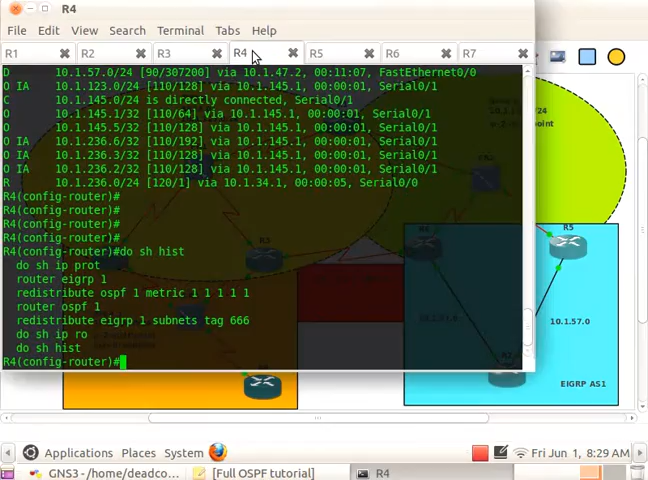 R4
File Edit View Search Terminal Tabs Help
R1 R2 R3 R4 R5 R6 R7
D 10.1.57.0/24 [90/307200] via 10.1.47.2, 00:11:07, FastEthernet0/0
O IA 10.1.123.0/24 [110/128] via 10.1.145.1, 00:00:01, Serial0/1
C 10.1.145.0/24 is directly connected, Serial0/1
O 10.1.145.1/32 [110/64] via 10.1.145.1, 00:00:01, Serial0/1
O 10.1.145.5/32 [110/128] via 10.1.145.1, 00:00:01, Serial0/1
O IA 10.1.236.6/32 [110/192] via 10.1.145.1, 00:00:01, Serial0/1
O IA 10.1.236.3/32 [110/128] via 10.1.145.1, 00:00:01, Serial0/1
O IA 10.1.236.2/32 [110/128] via 10.1.145.1, 00:00:01, Serial0/1
R 10.1.236.0/24 [120/1] via 10.1.34.1, 00:00:05, Serial0/0
R4(config-router)#
R4(config-router)#
R4(config-router)#
R4(config-router)#
R4(config-router)#do sh hist
do sh ip prot
router eigrp 1
redistribute ospf 1 metric 1 1 1 1 1
router ospf 1
redistribute eigrp 1 subnets tag 666
do sh ip ro
do sh hist
R4(config-router)#
R5
R3
10.1.57.0
EIGRP AS1
Applications Places System Fri Jun 1, 8:29 AM
GNS3 - /home/deadco... [Full OSPF tutorial] R4